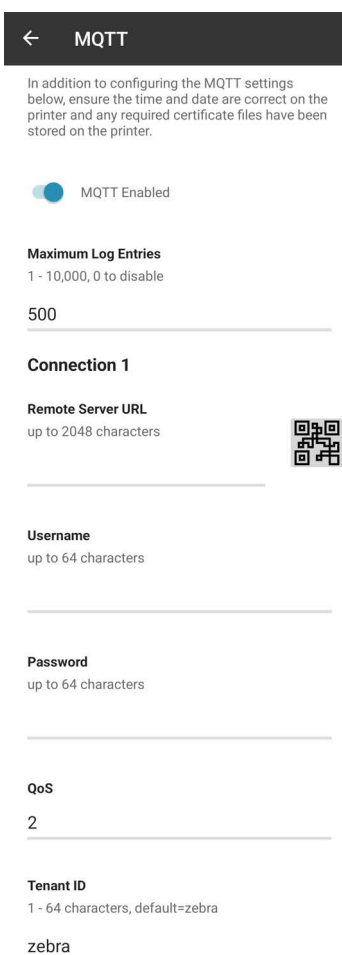 MQTT
In addition to configuring the MQTT settings
below, ensure the time and date are correct on the
printer and any required certificate files have been
stored on the printer.
MQTT Enabled
Maximum Log Entries
1 - 10,000, 0 to disable
500
Connection 1
Remote Server URL
up to 2048 characters
Username
up to 64 characters
Password
up to 64 characters
QoS
2
Tenant ID
1 - 64 characters, default=zebra
zebra